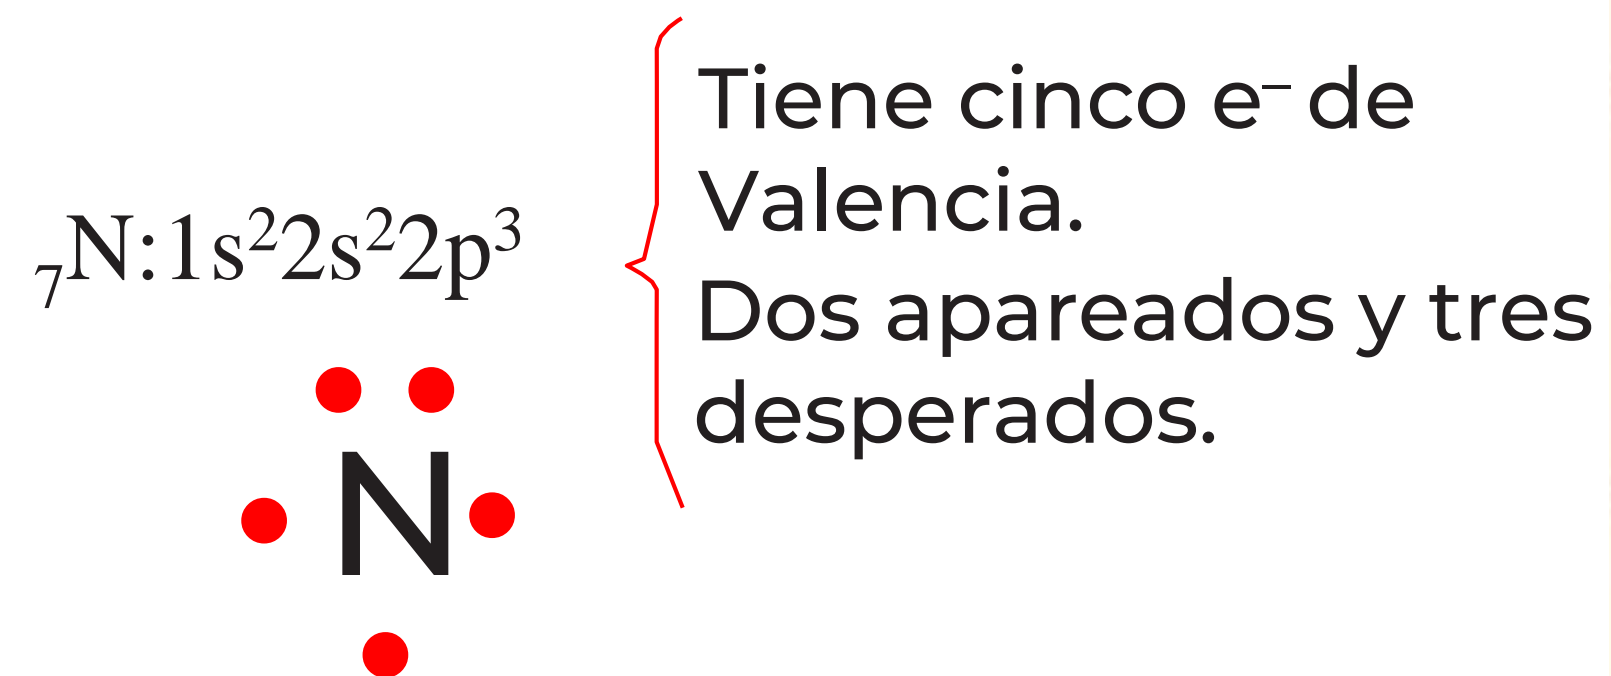 ₇N:1s²2s²2p³
Tiene cinco e⁻ de
Valencia.
Dos apareados y tres
desperados.
N